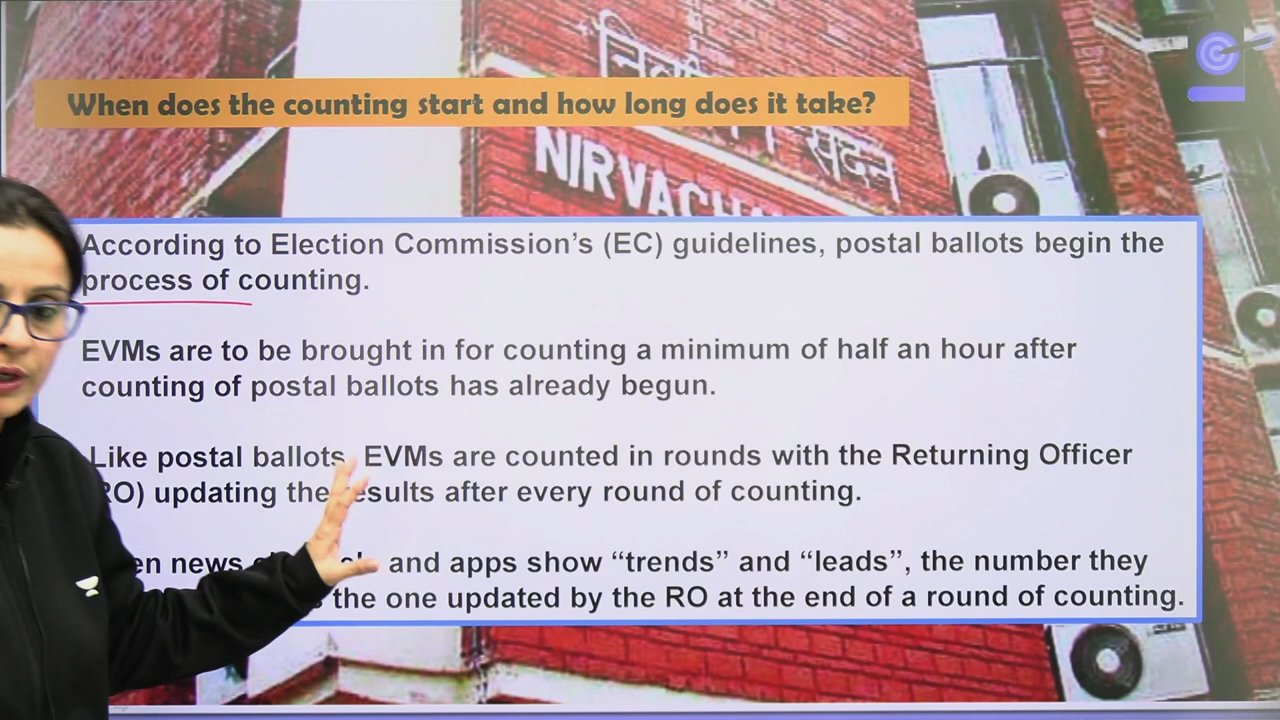 When does the counting start and how long does it take?
निर्वा
सदन
NIRVACH
According to Election Commission’s (EC) guidelines, postal ballots begin the
process of counting.
EVMs are to be brought in for counting a minimum of half an hour after
counting of postal ballots has already begun.
Like postal ballots, EVMs are counted in rounds with the Returning Officer
RO) updating the results after every round of counting.
en news and apps show “trends” and “leads”, the number they
the one updated by the RO at the end of a round of counting.